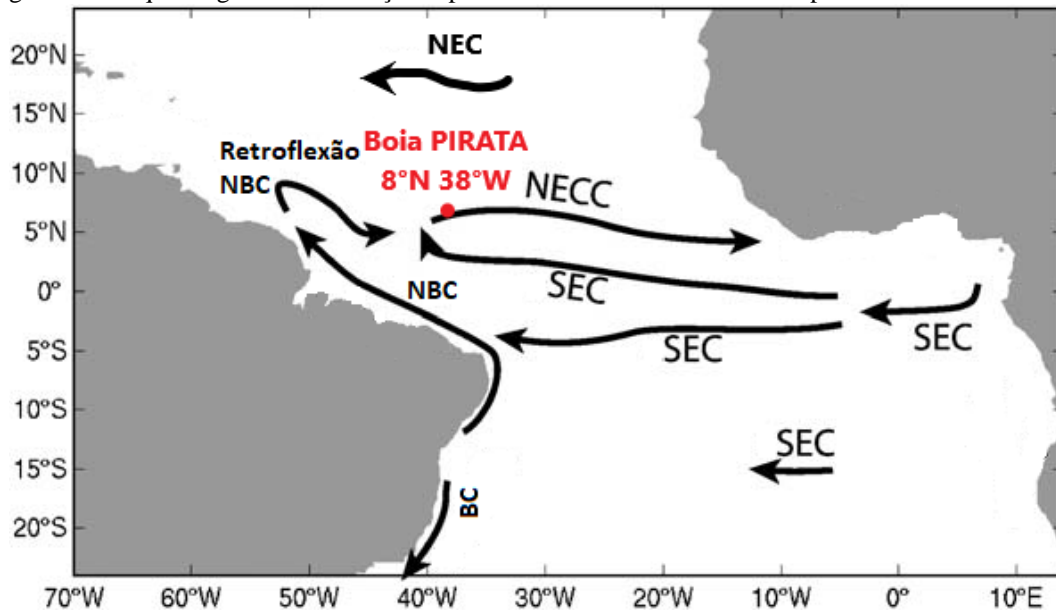 20°N
15°N
10°N
5°N
0°
5°S
10°S
15°S
20°S
NEC
Retroflexão
NBC
Boia PIRATA
8°N 38°W
NECC
NBC
SEC
SEC
SEC
SEC
BC
70°W
60°W
50°W
40°W
30°W
20°W
10°W
0°
10°E